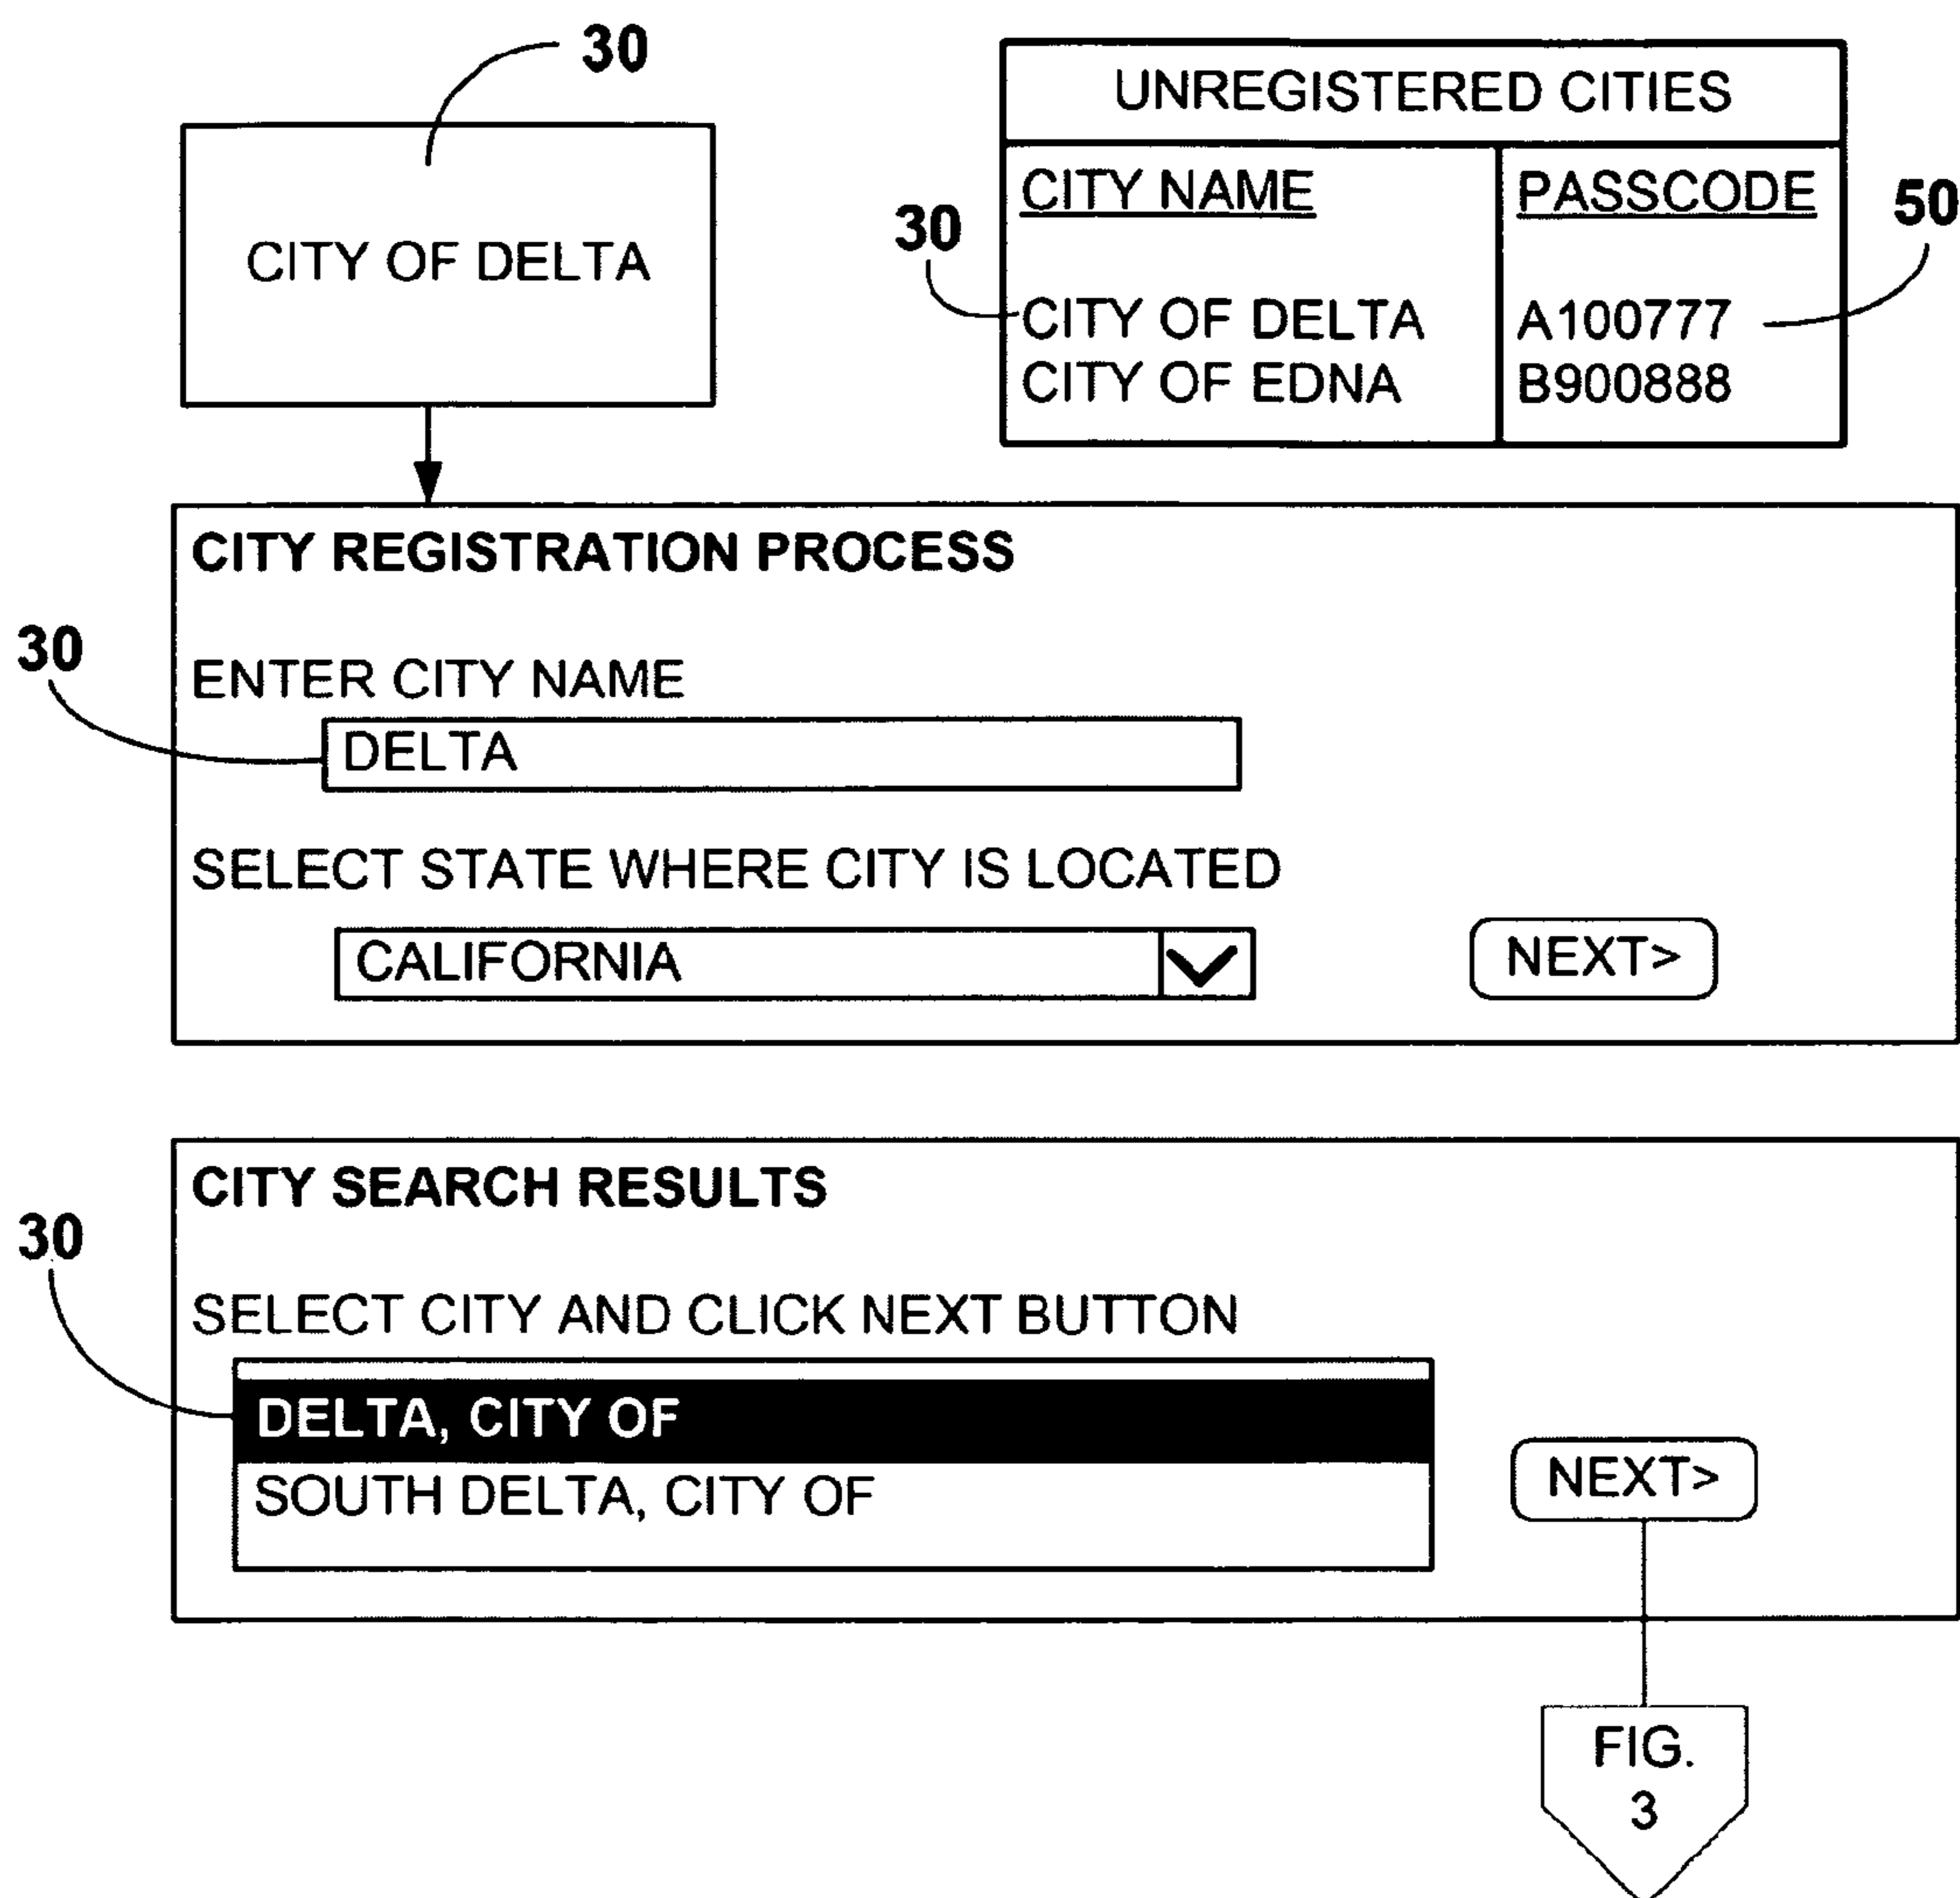 30
CITY OF DELTA
UNREGISTERED CITIES
CITY NAME PASSCODE
30
50
CITY OF DELTA A100777
CITY OF EDNA B900888
CITY REGISTRATION PROCESS
30
ENTER CITY NAME
DELTA
SELECT STATE WHERE CITY IS LOCATED
CALIFORNIA
NEXT>
CITY SEARCH RESULTS
30
SELECT CITY AND CLICK NEXT BUTTON
DELTA, CITY OF
SOUTH DELTA, CITY OF
NEXT>
FIG.
3